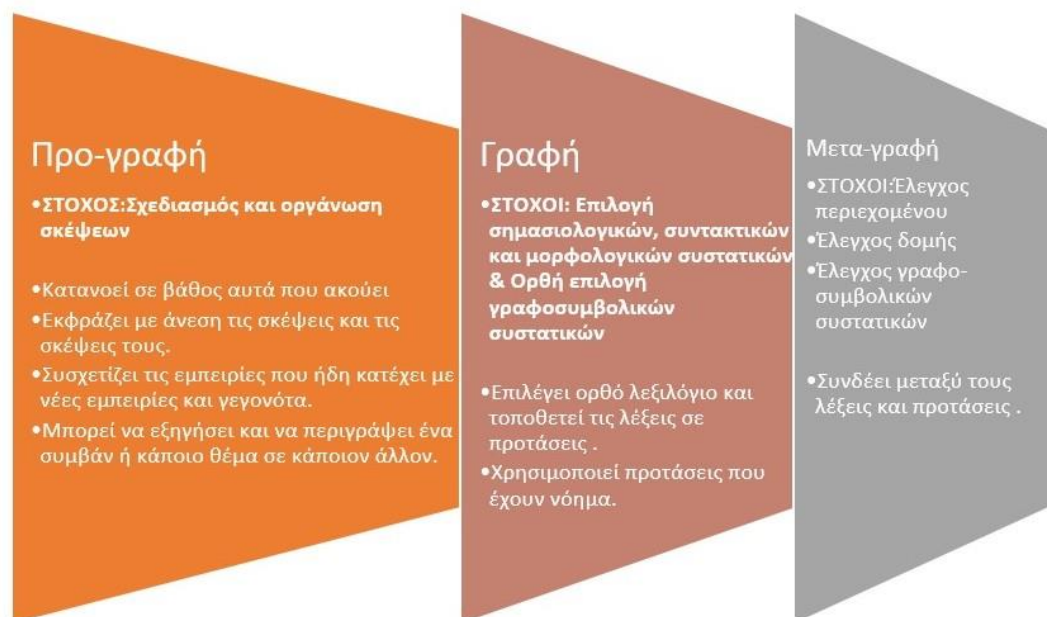 Προ-γραφή
•ΣΤΟΧΟΣ:Σχεδιασμός και οργάνωση
σκέψεων
•Κατανοεί σε βάθος αυτά που ακούει
•Εκφράζει με άνεση τις σκέψεις και τις
σκέψεις τους.
•Συσχετίζει τις εμπειρίες που ήδη κατέχει με
νέες εμπειρίες και γεγονότα.
•Μπορεί να εξηγήσει και να περιγράψει ένα
συμβάν ή κάποιο θέμα σε κάποιον άλλον.
Γραφή
•ΣΤΟΧΟΙ: Επιλογή
σημασιολογικών, συντακτικών
και μορφολογικών συστατικών
& Ορθή επιλογή
γραφοσυμβολικών
συστατικών
•Επιλέγει ορθό λεξιλόγιο και
τοποθετεί τις λέξεις σε
προτάσεις .
•Χρησιμοποιεί προτάσεις που
έχουν νόημα.
Μετα-γραφή
•ΣΤΟΧΟΙ:Έλεγχος
περιεχομένου
•Έλεγχος δομής
•Έλεγχος γραφο-
συμβολικών
συστατικών
•Συνδέει μεταξύ τους
λέξεις και προτάσεις .